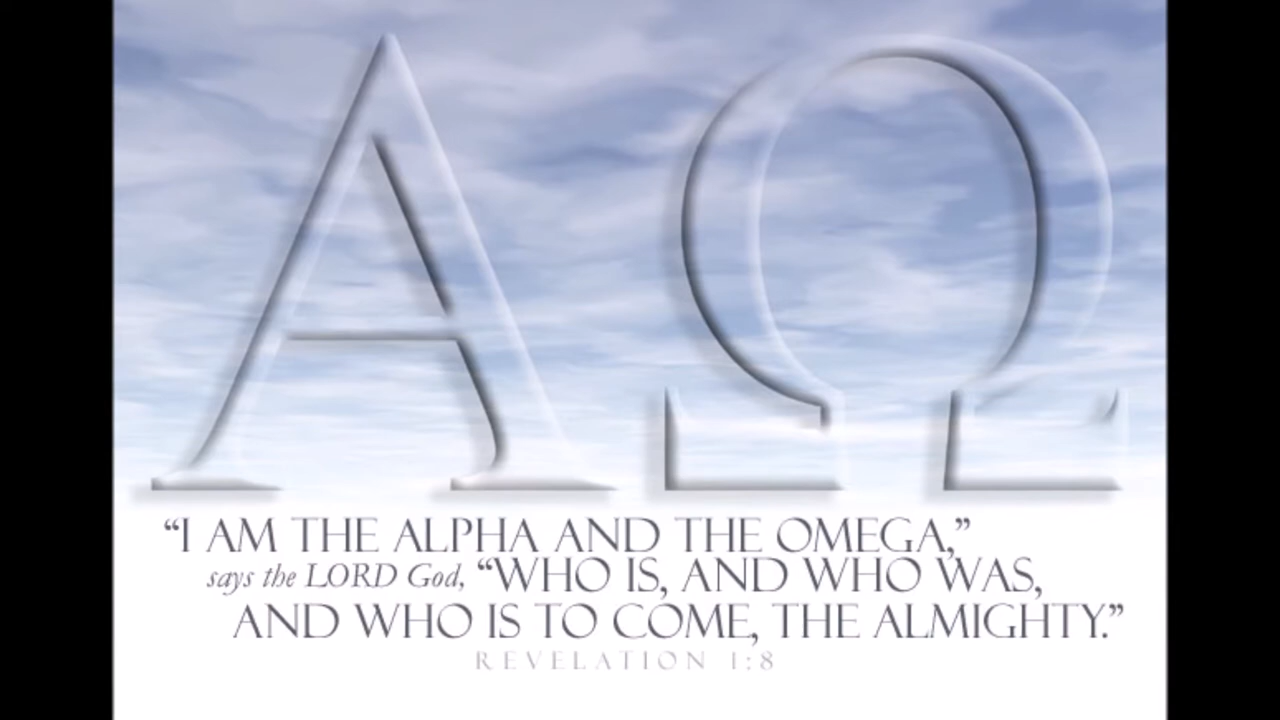 ΑΩ
“I AM THE ALPHA AND THE OMEGA,”
says the LORD God, “WHO IS, AND WHO WAS,
AND WHO IS TO COME, THE ALMIGHTY.”
REVELATION 1:8